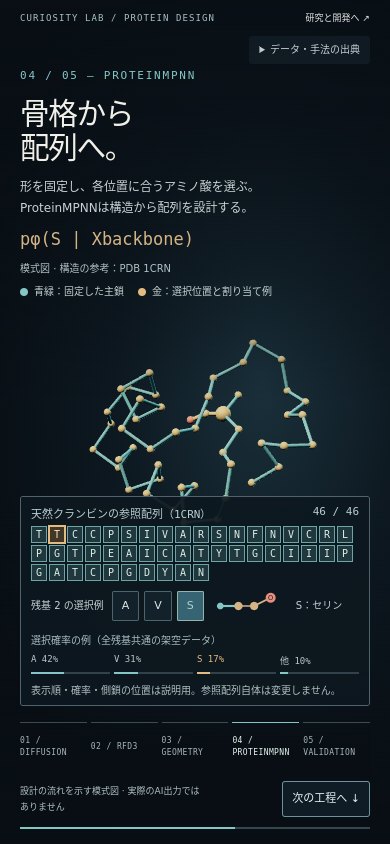 CURIOSITY LAB / PROTEIN DESIGN
研究と開発へ ↗
▶ データ・手法の出典
04 / 05 — PROTEINMPNN
骨格から
配列へ。
形を固定し、各位置に合うアミノ酸を選ぶ。
ProteinMPNNは構造から配列を設計する。
pφ(S | Xbackbone)
模式図・構造の参考：PDB 1CRN
青緑：固定した主鎖
金：選択位置と割り当て例
天然クランビンの参照配列（1CRN）
46 / 46
T T C C P S I V A R S N F N V C R L
P G T P E A I C A T Y T G C I I I P
G A T C P G D Y A N
残基 2 の選択例
A
V
S
S：セリン
選択確率の例（全残基共通の架空データ）
A 42%
V 31%
S 17%
他 10%
表示順・確率・側鎖の位置は説明用。参照配列自体は変更しません。
01 /
DIFFUSION
02 / RFD3
03 /
GEOMETRY
04 /
PROTEINMPNN
05 /
VALIDATION
設計の流れを示す模式図・実際のAI出力では
ありません
次の工程へ ↓